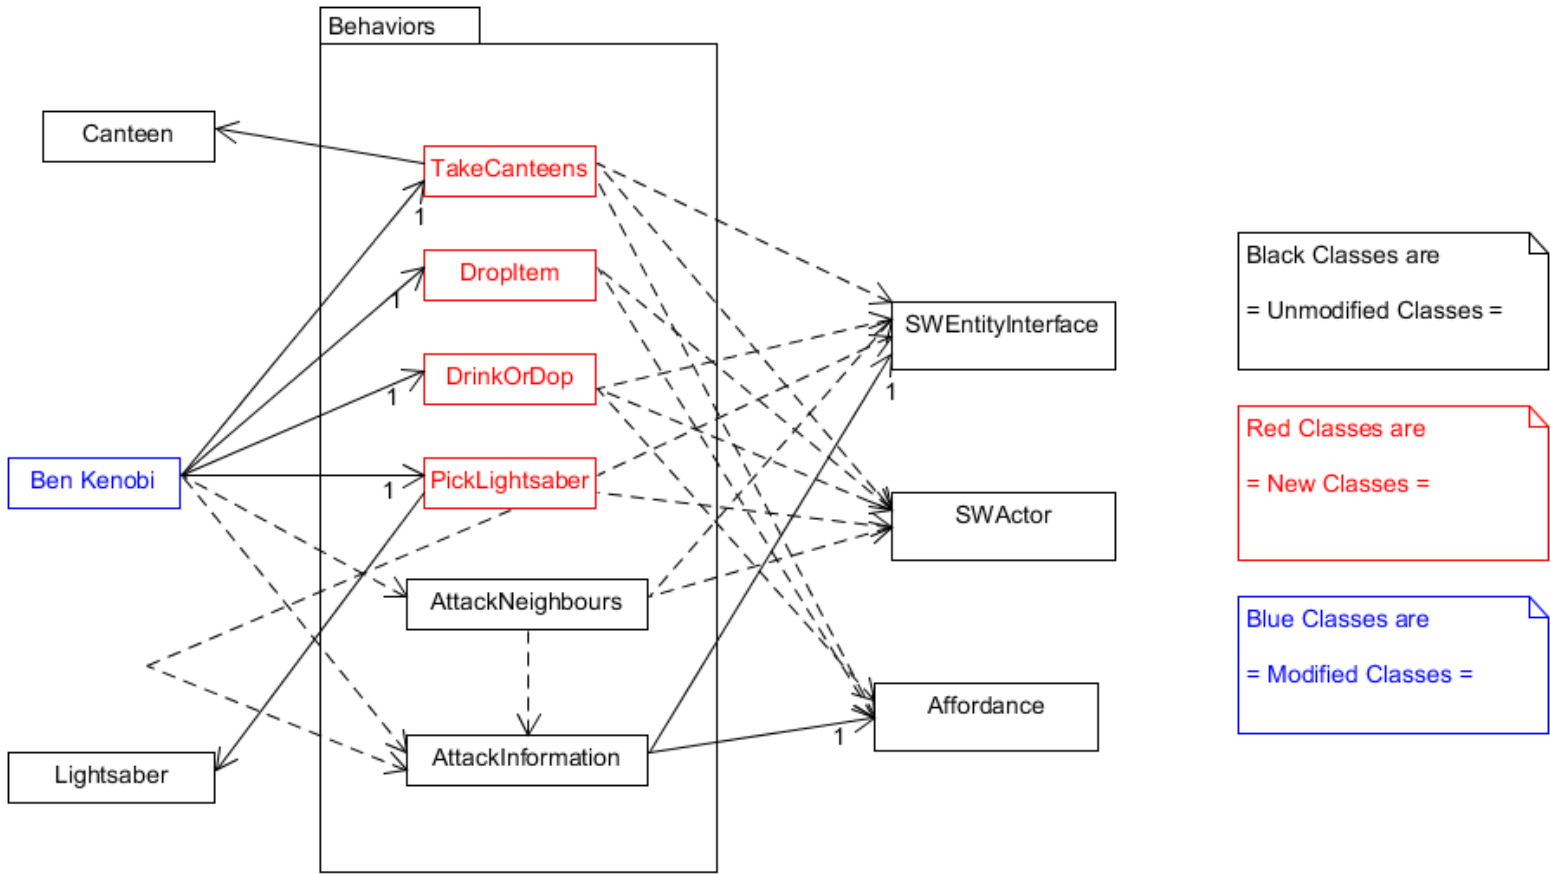 Behaviors
Canteen
TakeCanteens
1
DropItem
1
DrinkOrDop
1
Ben Kenobi
PickLightsaber
1
AttackNeighbours
AttackInformation
Lightsaber
SWEntityInterface
1
SWActor
Affordance
1
Black Classes are
= Unmodified Classes =
Red Classes are
= New Classes =
Blue Classes are
= Modified Classes =